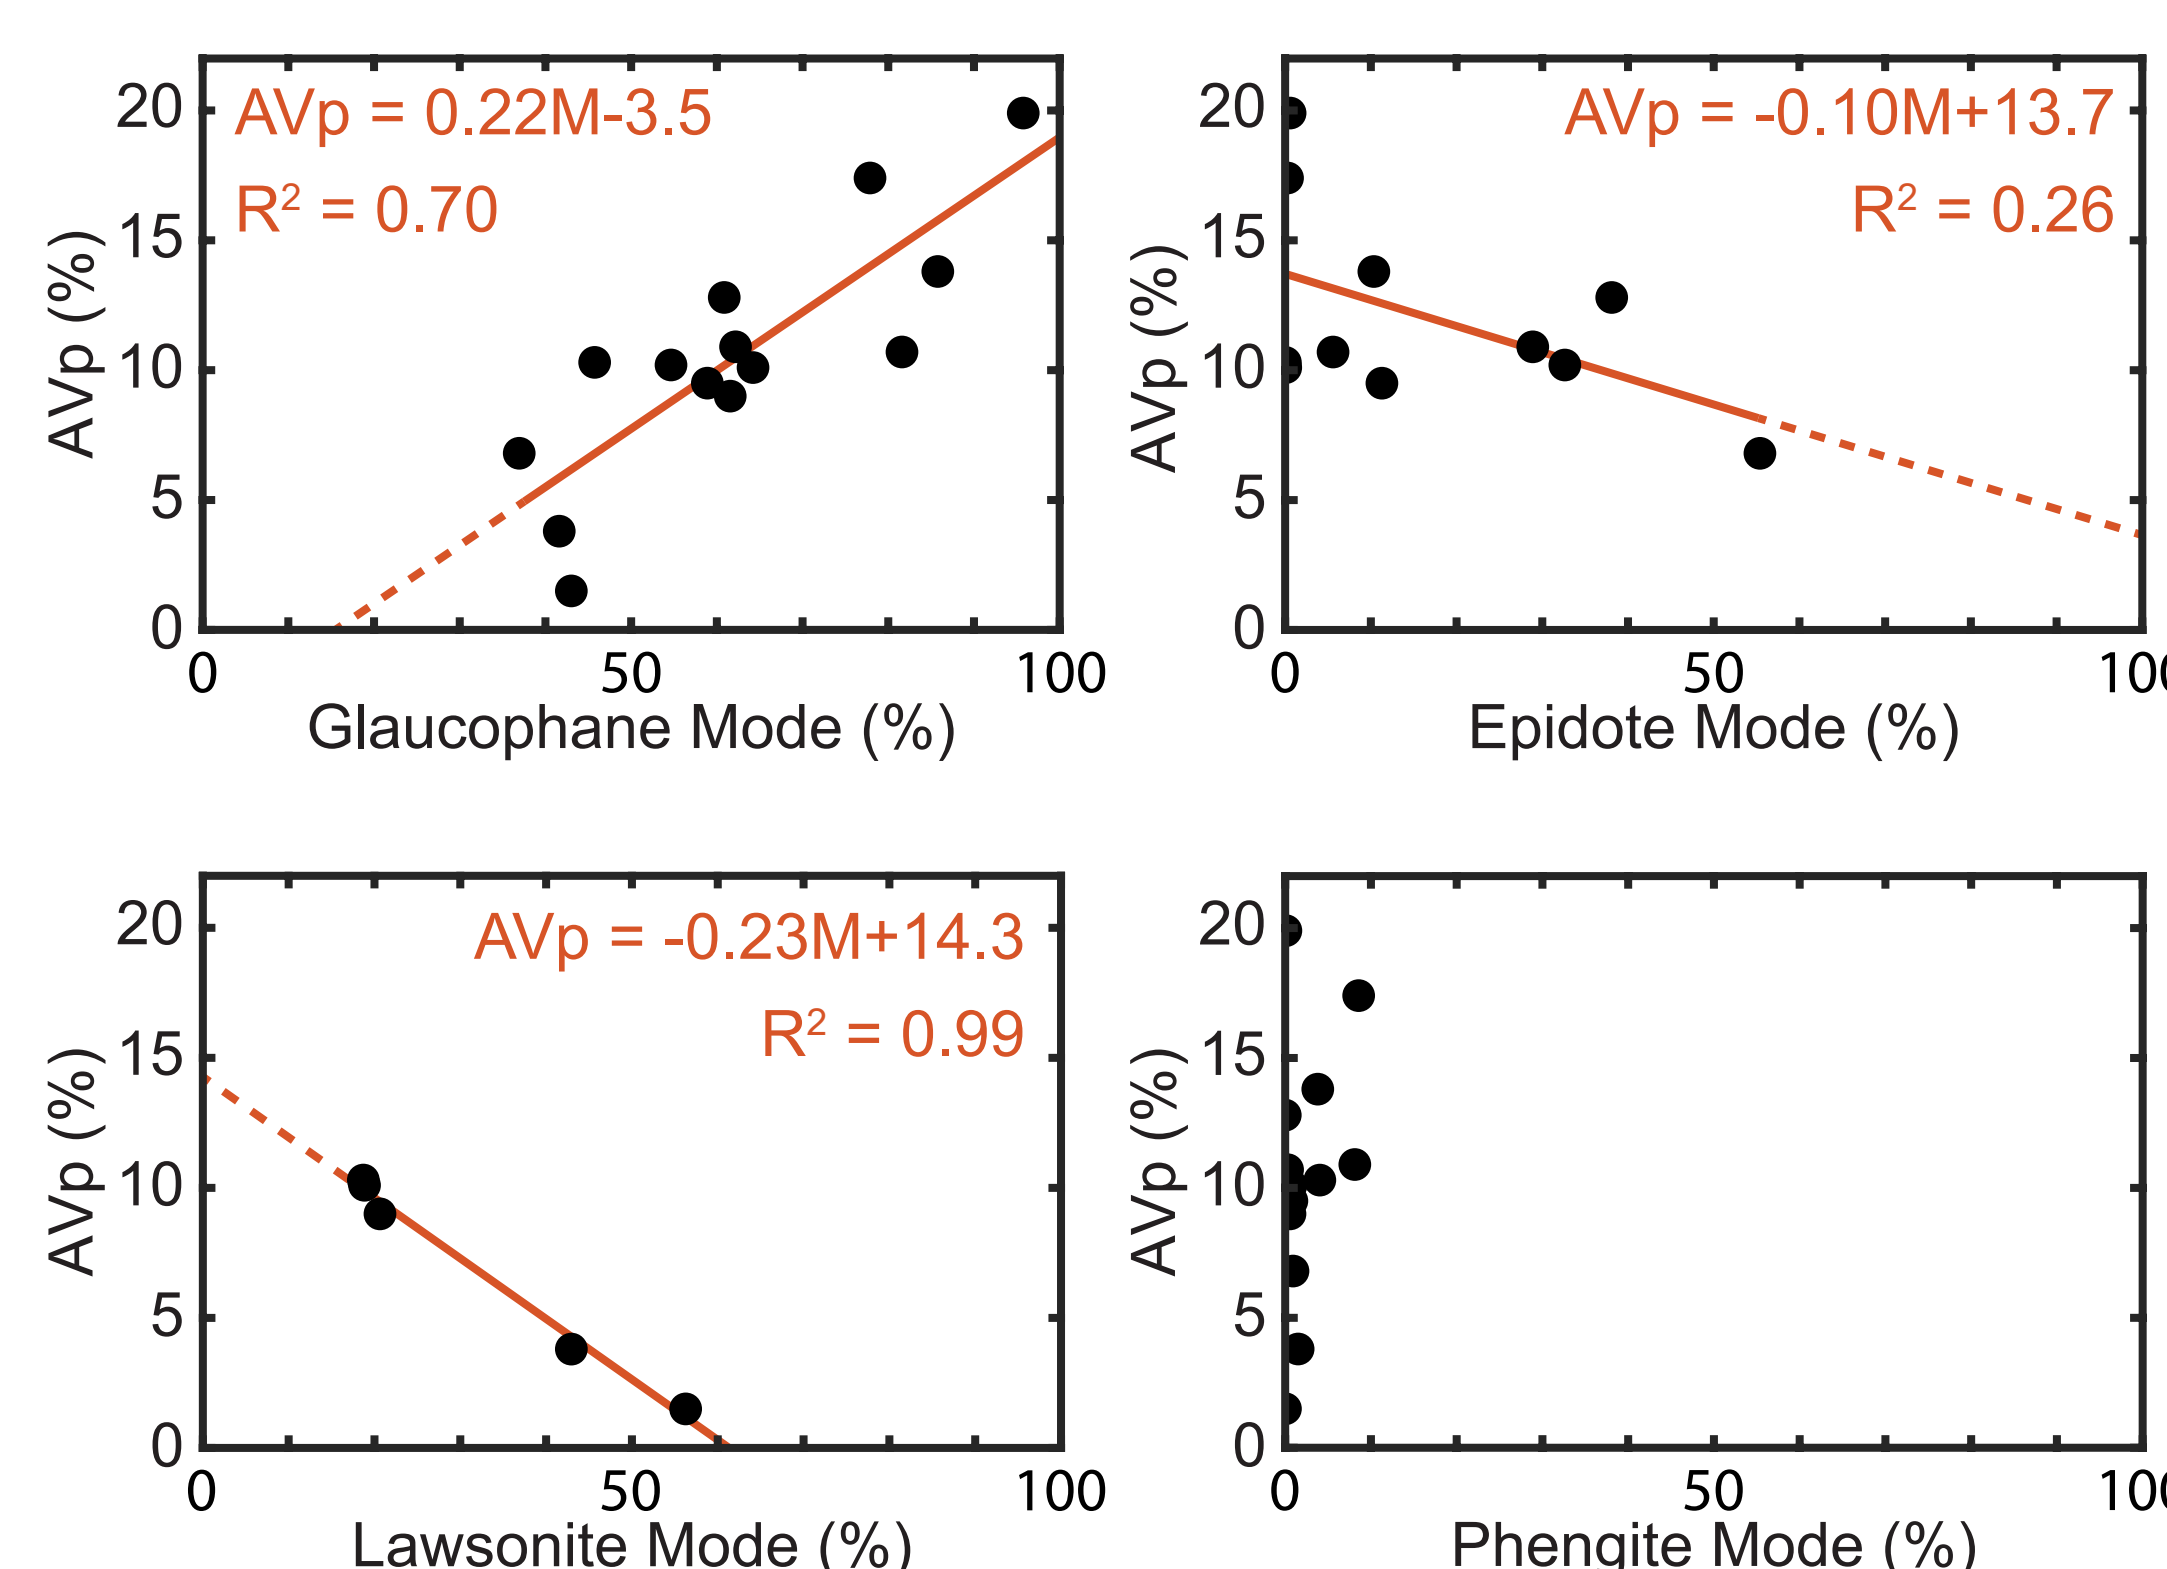 AVp = 0.22M-3.5
R² = 0.70
20
15
10
5
0
AVp (%)
0 50 100
Glaucophane Mode (%)
AVp = -0.10M+13.7
R² = 0.26
20
15
10
5
0
AVp (%)
0 50 100
Epidote Mode (%)
AVp = -0.23M+14.3
R² = 0.99
20
15
10
5
0
AVp (%)
0 50 100
Lawsonite Mode (%)
20
15
10
5
0
AVp (%)
0 50 100
Phengite Mode (%)